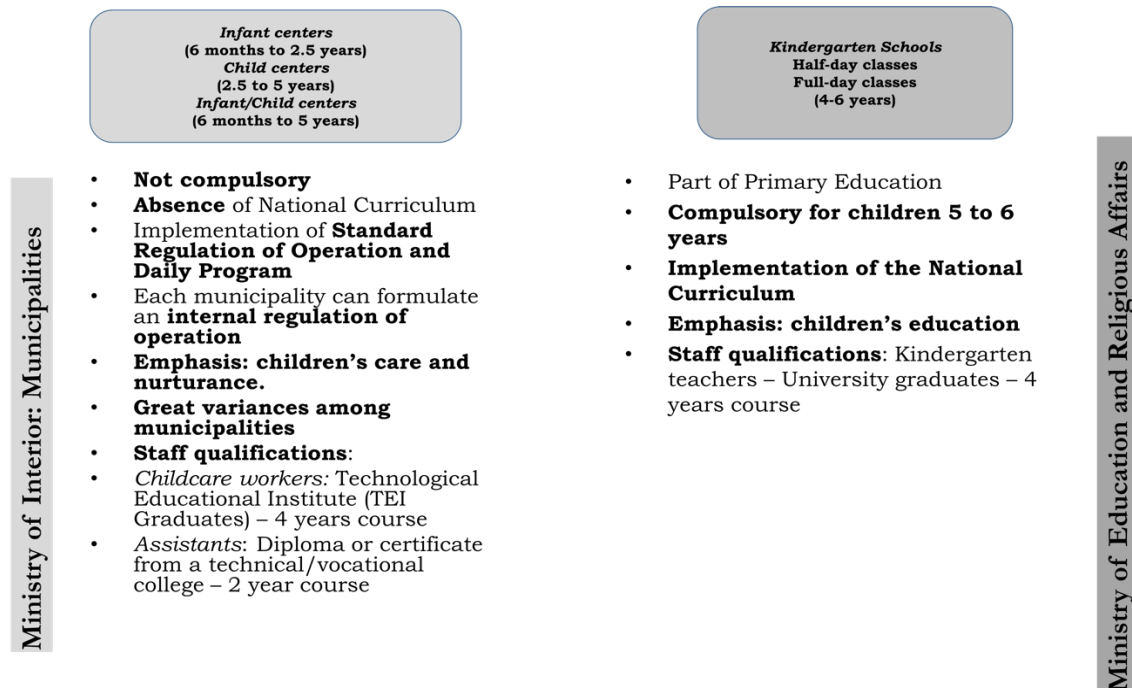 Infant centers
(6 months to 2.5 years)
Child centers
(2.5 to 5 years)
Infant/Child centers
(6 months to 5 years)
Ministry of Interior: Municipalities
• Not compulsory
• Absence of National Curriculum
• Implementation of Standard
Regulation of Operation and
Daily Program
• Each municipality can formulate
an internal regulation of
operation
• Emphasis: children’s care and
nurturance.
• Great variances among
municipalities
• Staff qualifications:
• Childcare workers: Technological
Educational Institute (TEI
Graduates) – 4 years course
• Assistants: Diploma or certificate
from a technical/vocational
college – 2 year course
Kindergarten Schools
Half-day classes
Full-day classes
(4-6 years)
• Part of Primary Education
• Compulsory for children 5 to 6
years
• Implementation of the National
Curriculum
• Emphasis: children’s education
• Staff qualifications: Kindergarten
teachers – University graduates – 4
years course
Ministry of Education and Religious Affairs